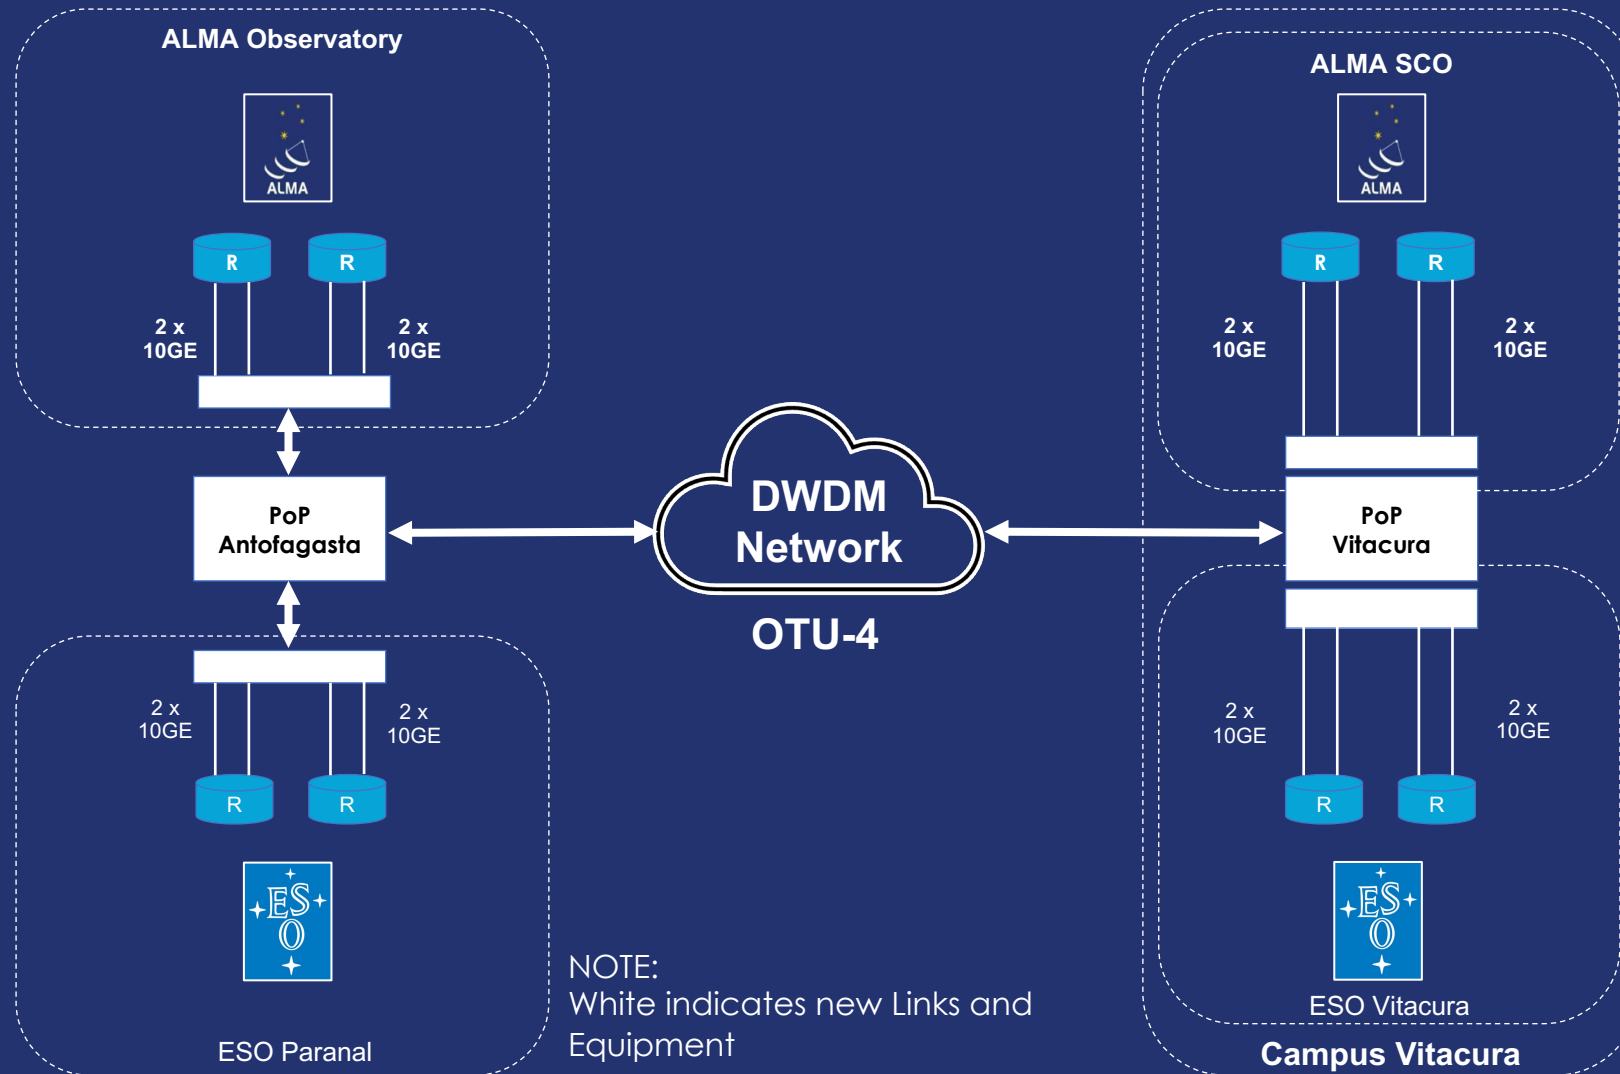 ALMA Observatory
ALMA
R
R
2 x
10GE
2 x
10GE
PoP
Antofagasta
2 x
10GE
2 x
10GE
R
R
ES
O
ESO Paranal
DWDM
Network
OTU-4
NOTE:
White indicates new Links and
Equipment
ALMA SCO
ALMA
R
R
2 x
10GE
2 x
10GE
PoP
Vitacura
2 x
10GE
2 x
10GE
R
R
ES
O
ESO Vitacura
Campus Vitacura